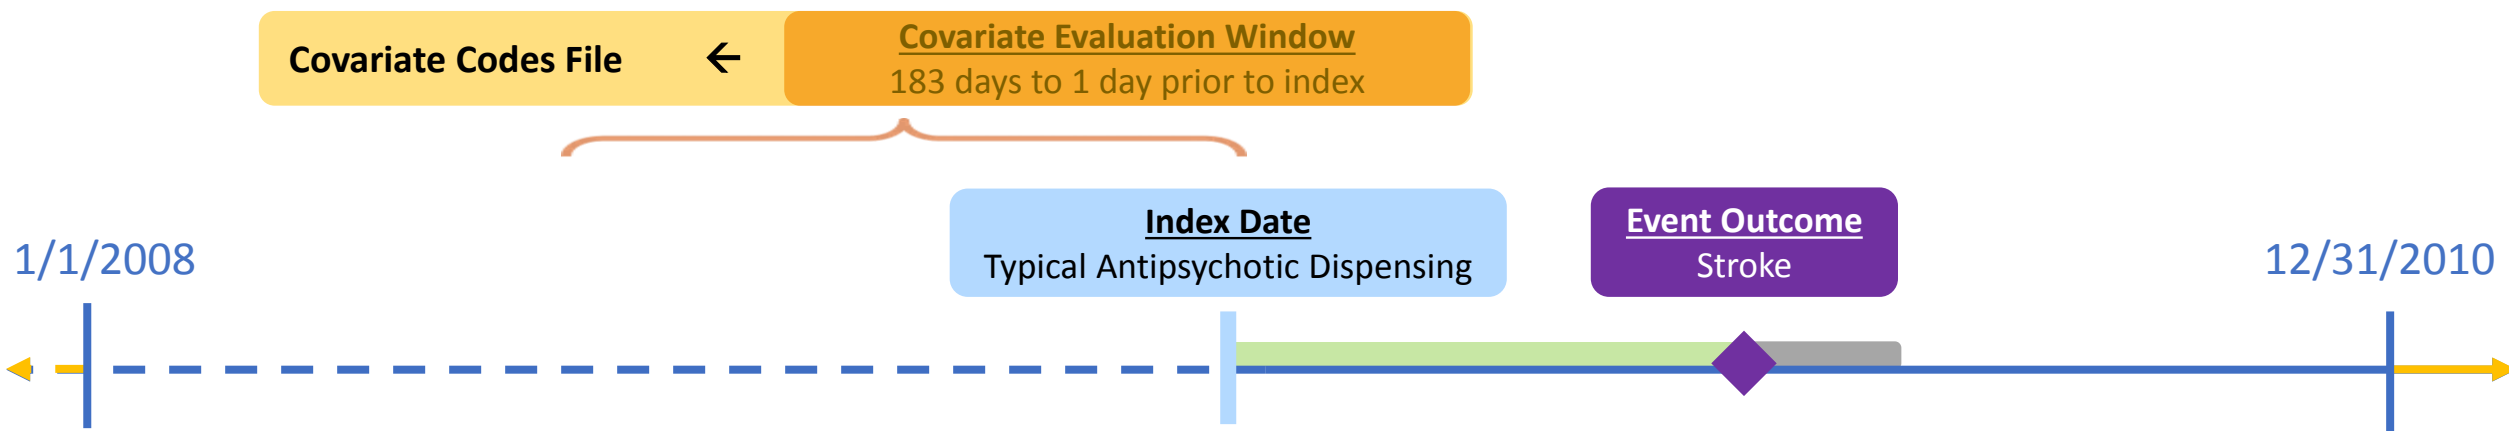 Covariate Codes File ←
Covariate Evaluation Window
183 days to 1 day prior to index
Index Date
Typical Antipsychotic Dispensing
Event Outcome
Stroke
1/1/2008
12/31/2010